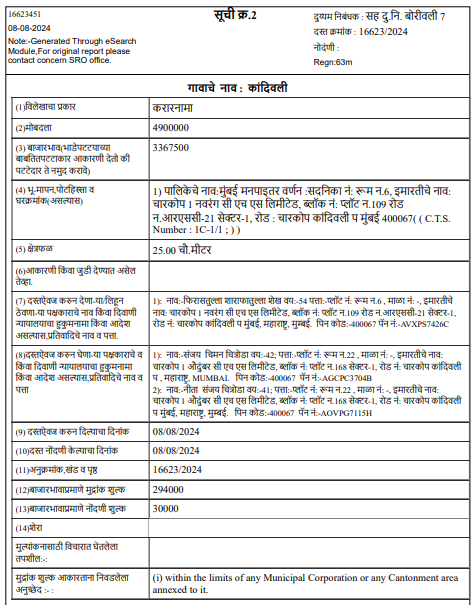 16623451
08-08-2024
Note:-Generated Through eSearch
Module,For original report please
contact concern SRO office.
सूची क्र.2
दुय्यम निबंधक : सह दु.नि. बोरीवली 7
दस्त क्रमांक : 16623/2024
नोदंणी :
Regn:63m
गावाचे नाव : कांदिवली
(1)विलेखाचा प्रकार
करारनामा
(2)मोबदला
4900000
(3) बाजारभाव(भाडेपटटयाच्या
बाबतितपटटाकार आकारणी देतो की
पटटेदार ते नमुद करावे)
3367500
(4) भू-मापन,पोटहिस्सा व
घरक्रमांक(असल्यास)
1) पालिकेचे नाव:मुंबई मनपाइतर वर्णन :सदनिका नं: रूम न.6, इमारतीचे नाव:
चारकोप 1 नवरंग सी एच एस लिमिटेड, ब्लॉक नं: प्लॉट न.109 रोड
न.आरएससी-21 सेक्टर-1, रोड : चारकोप कांदिवली प मुंबई 400067( ( C.T.S.
Number : 1C-1/1 ; ) )
(5) क्षेत्रफळ
25.00 चौ.मीटर
(6)आकारणी किंवा जुडी देण्यात असेल
तेव्हा.
(7) दस्तऐवज करुन देणा-या/लिहून
ठेवणा-या पक्षकाराचे नाव किंवा दिवाणी
न्यायालयाचा हुकुमनामा किंवा आदेश
असल्यास,प्रतिवादिचे नाव व पत्ता.
1): नाव:-फिरासतुल्ला शाराफातुल्ला शेख वय:-54 पत्ता:-प्लॉट नं: रूम न.6 , माळा नं: -, इमारतीचे
नाव: चारकोप 1 नवरंग सी एच एस लिमिटेड, ब्लॉक नं: प्लॉट न.109 रोड न.आरएससी-21 सेक्टर-1,
रोड नं: चारकोप कांदिवली प मुंबई, महाराष्ट्र, मुम्बई. पिन कोड:-400067 पॅन नं:-AVXPS7426C
(8)दस्तऐवज करुन घेणा-या पक्षकाराचे व
किंवा दिवाणी न्यायालयाचा हुकुमनामा
किंवा आदेश असल्यास,प्रतिवादिचे नाव व
पत्ता
1): नाव:-संजय चिमन चित्रोडा वय:-42; पत्ता:-प्लॉट नं: रूम न.22 , माळा नं: -, इमारतीचे नाव:
चारकोप 1 औदुंबर सी एच एस लिमिटेड, ब्लॉक नं: प्लॉट न.168 सेक्टर-1, रोड नं: चारकोप कांदिवली
प , महाराष्ट्र, MUMBAI. पिन कोड:-400067 पॅन नं:-AGCPC3704B
2): नाव:-नीता संजय चित्रोडा वय:-41; पत्ता:-प्लॉट नं: रूम न.22 , माळा नं: -, इमारतीचे नाव:
चारकोप 1 औदुंबर सी एच एस लिमिटेड, ब्लॉक नं: प्लॉट न.168 सेक्टर-1, रोड नं: चारकोप कांदिवली
प मुंबई, महाराष्ट्र, मुम्बई. पिन कोड:-400067 पॅन नं:-AOVPG7115H
(9) दस्तऐवज करुन दिल्याचा दिनांक
08/08/2024
(10)दस्त नोंदणी केल्याचा दिनांक
08/08/2024
(11)अनुक्रमांक,खंड व पृष्ठ
16623/2024
(12)बाजारभावाप्रमाणे मुद्रांक शुल्क
294000
(13)बाजारभावाप्रमाणे नोंदणी शुल्क
30000
(14)शेरा
मुल्यांकनासाठी विचारात घेतलेला
तपशील:-:
मुद्रांक शुल्क आकारताना निवडलेला
अनुच्छेद :- :
(i) within the limits of any Municipal Corporation or any Cantonment area
annexed to it.